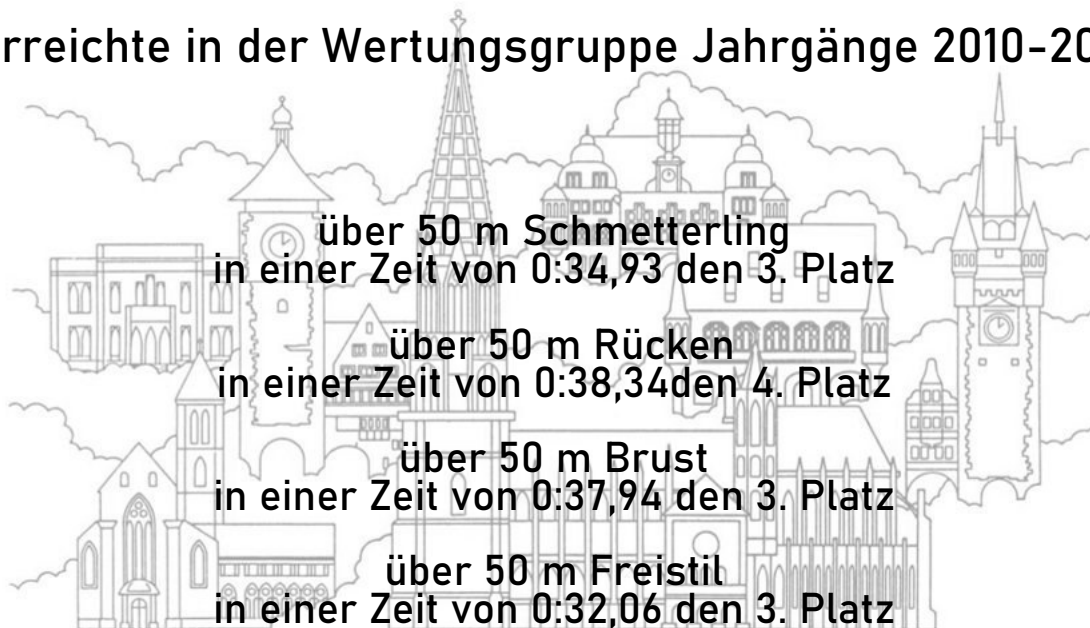 rreichte in der Wertungsgruppe Jahrgänge 2010-20
über 50 m Schmetterling
in einer Zeit von 0:34,93 den 3. Platz
über 50 m Rücken
in einer Zeit von 0:38,34den 4. Platz
über 50 m Brust
in einer Zeit von 0:37,94 den 3. Platz
über 50 m Freistil
in einer Zeit von 0:32,06 den 3. Platz